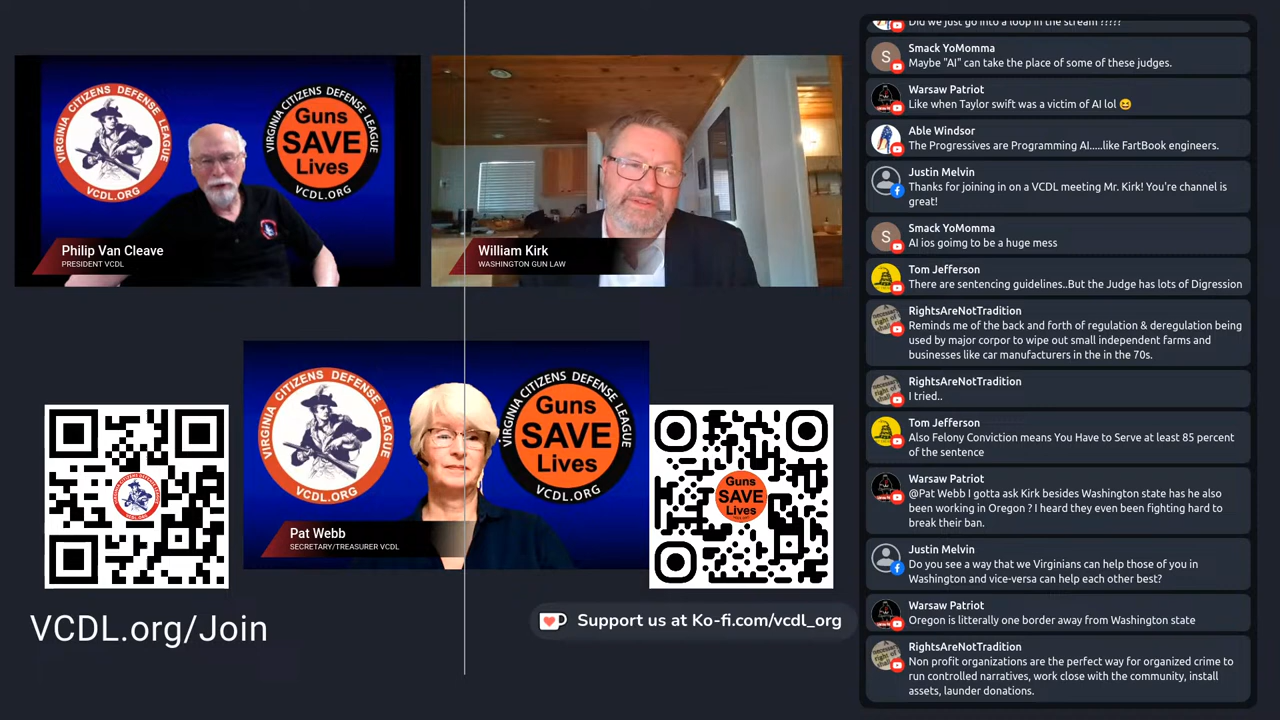 VIRGINIA CITIZENS DEFENSE LEAGUE
VCDL.ORG
VIRGINIA CITIZENS DEFENSE LEAGUE
Guns
SAVE
Lives
VCDL.ORG
Philip Van Cleave
PRESIDENT VCDL
William Kirk
WASHINGTON GUN LAW
VIRGINIA CITIZENS DEFENSE LEAGUE
VCDL.ORG
VIRGINIA CITIZENS DEFENSE LEAGUE
Guns
SAVE
Lives
VCDL.ORG
Pat Webb
SECRETARY/TREASURER VCDL
Guns
SAVE
Lives
VCDL.org/Join
Support us at Ko-fi.com/vcdl_org
Did we just go into a loop in the stream ?????
Smack YoMomma
Maybe "AI" can take the place of some of these judges.
Warsaw Patriot
Like when Taylor swift was a victim of AI lol 😆
Able Windsor
The Progressives are Programming AI.....like FartBook engineers.
Justin Melvin
Thanks for joining in on a VCDL meeting Mr. Kirk! You're channel is
great!
Smack YoMomma
AI ios goimg to be a huge mess
Tom Jefferson
There are sentencing guidelines..But the Judge has lots of Digression
RightsAreNotTradition
Reminds me of the back and forth of regulation & deregulation being
used by major corpor to wipe out small independent farms and
businesses like car manufacturers in the in the 70s.
RightsAreNotTradition
I tried..
Tom Jefferson
Also Felony Conviction means You Have to Serve at least 85 percent
of the sentence
Warsaw Patriot
@Pat Webb I gotta ask Kirk besides Washington state has he also
been working in Oregon ? I heard they even been fighting hard to
break their ban.
Justin Melvin
Do you see a way that we Virginians can help those of you in
Washington and vice-versa can help each other best?
Warsaw Patriot
Oregon is litterally one border away from Washington state
RightsAreNotTradition
Non profit organizations are the perfect way for organized crime to
run controlled narratives, work close with the community, install
assets, launder donations.